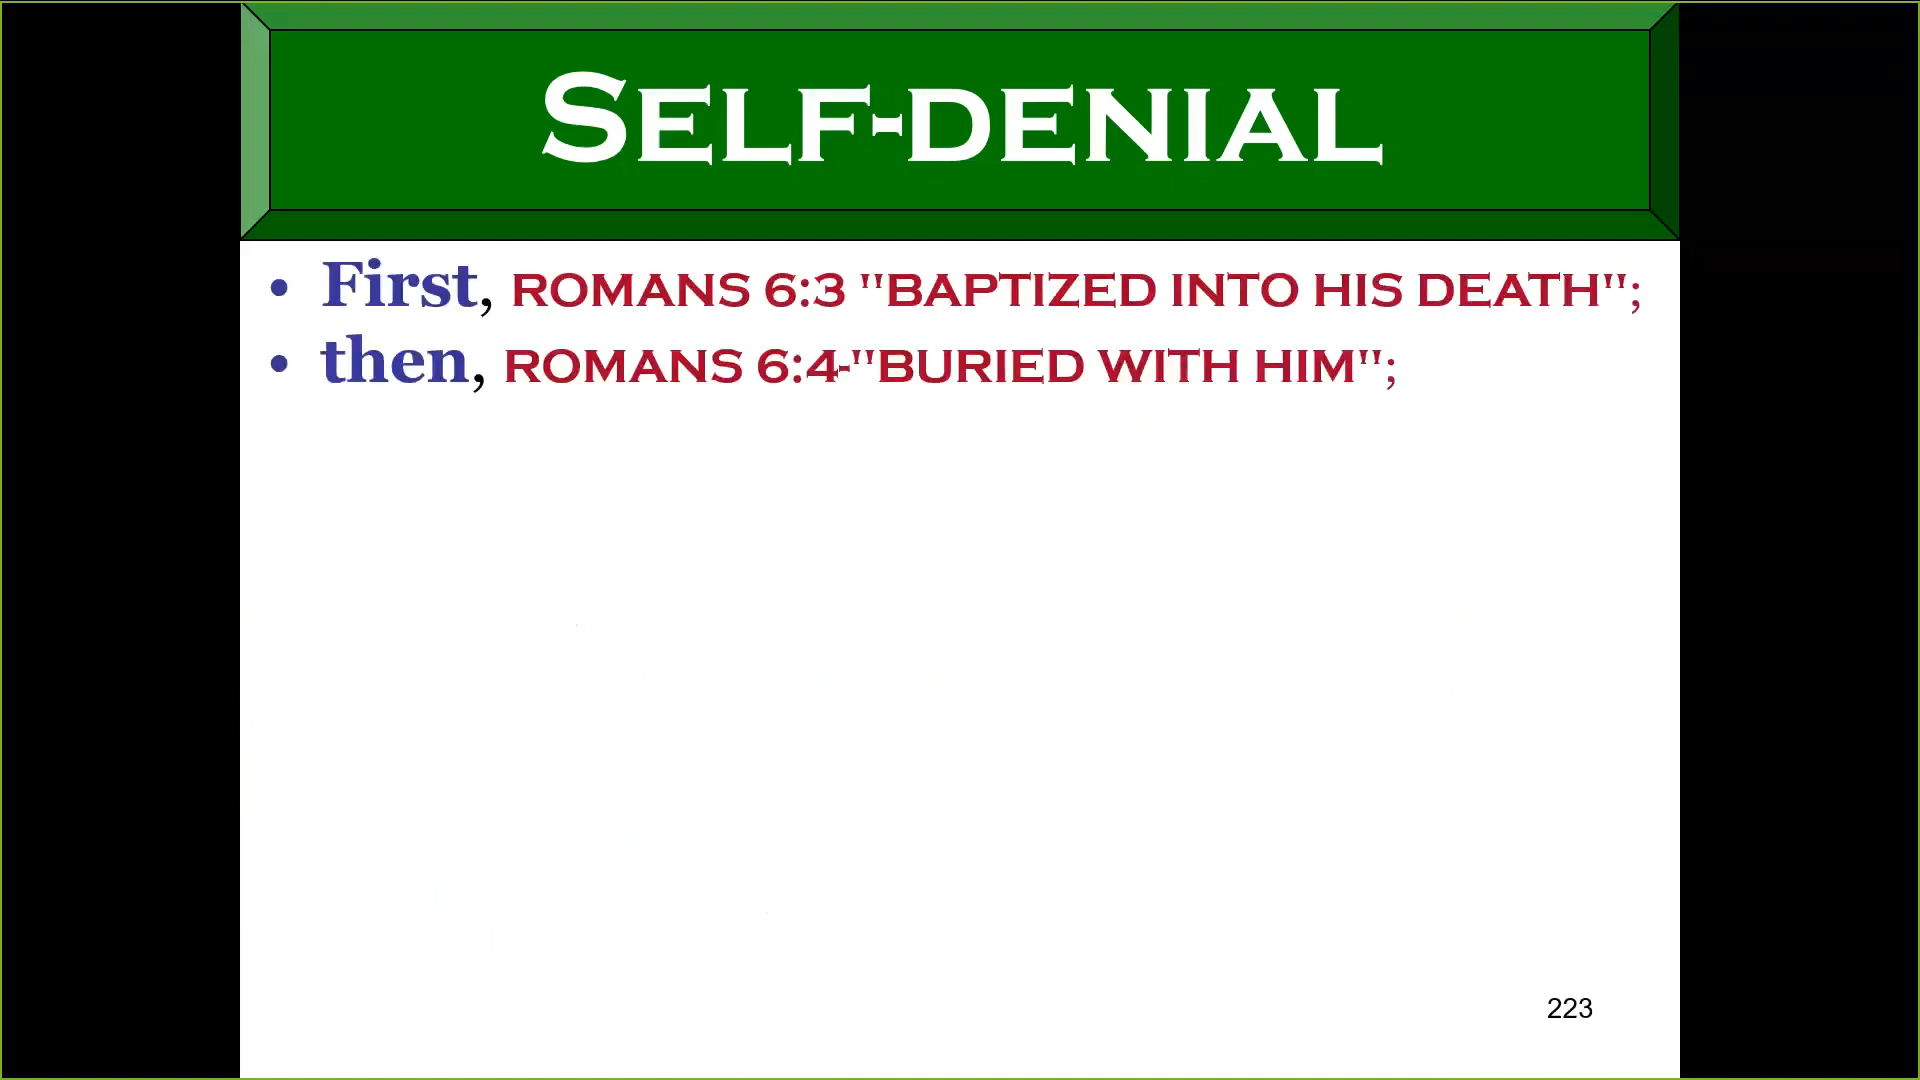 SELF-DENIAL
• First, ROMANS 6:3 "BAPTIZED INTO HIS DEATH";
• then, ROMANS 6:4-"BURIED WITH HIM";
223